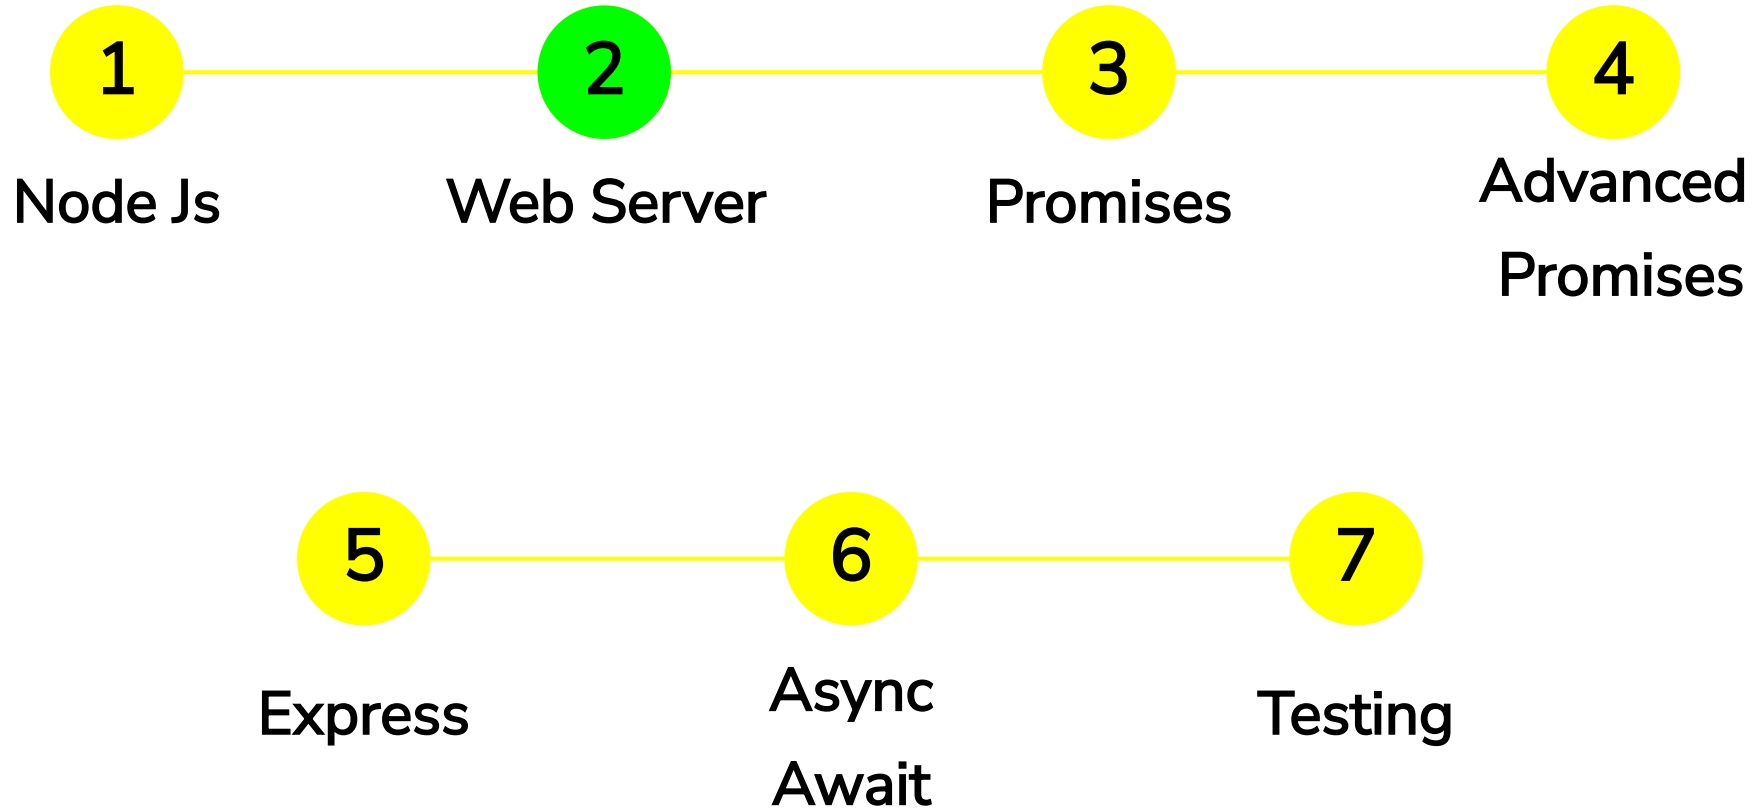 1 2 3 4
Node Js Web Server Promises Advanced
Promises
5 6 7
Express Async Testing
Await